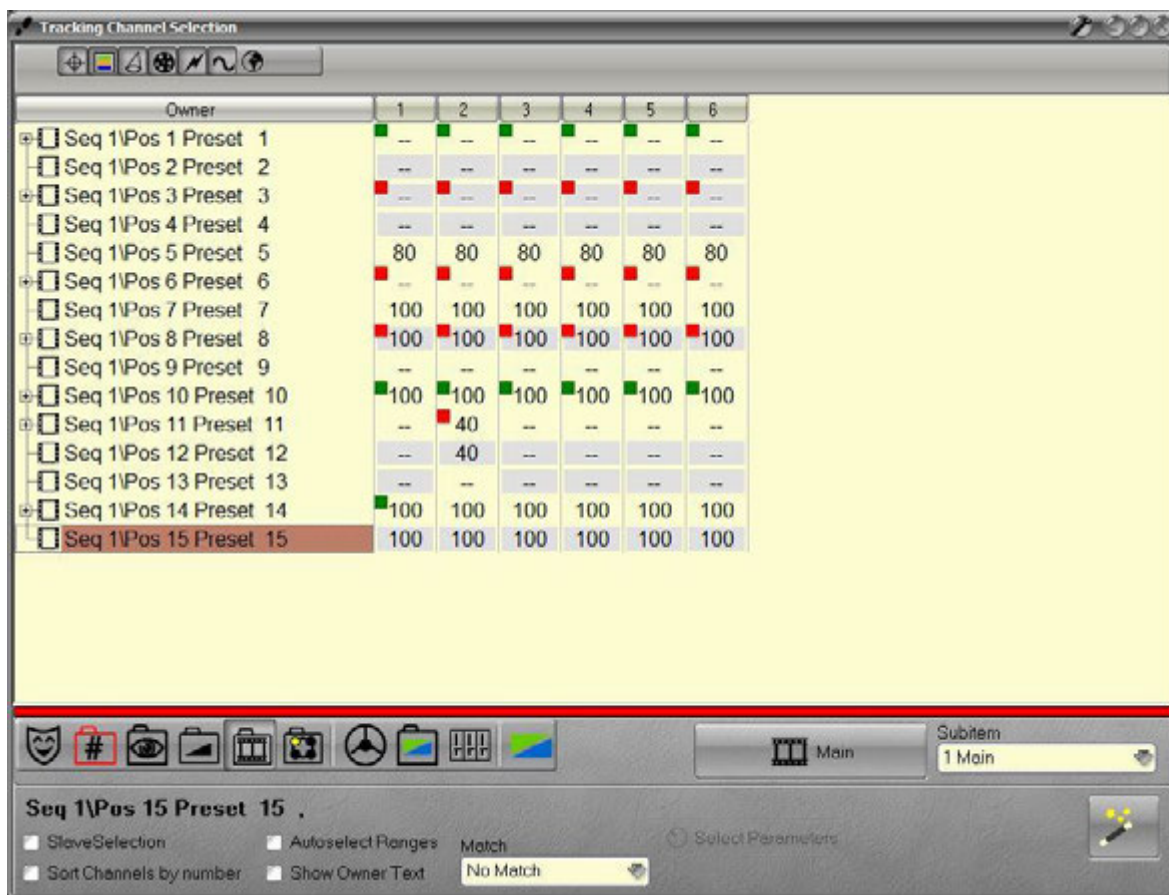 Tracking Channel Selection
Owner 1 2 3 4 5 6
Seq 1\Pos 1 Preset 1 -- -- -- -- -- --
Seq 1\Pos 2 Preset 2 -- -- -- -- -- --
Seq 1\Pos 3 Preset 3 -- -- -- -- -- --
Seq 1\Pos 4 Preset 4 -- -- -- -- -- --
Seq 1\Pos 5 Preset 5 80 80 80 80 80 80
Seq 1\Pos 6 Preset 6 -- -- -- -- -- --
Seq 1\Pos 7 Preset 7 100 100 100 100 100 100
Seq 1\Pos 8 Preset 8 100 100 100 100 100 100
Seq 1\Pos 9 Preset 9 -- -- -- -- -- --
Seq 1\Pos 10 Preset 10 100 100 100 100 100 100
Seq 1\Pos 11 Preset 11 -- 40 -- -- -- --
Seq 1\Pos 12 Preset 12 -- 40 -- -- -- --
Seq 1\Pos 13 Preset 13 -- -- -- -- -- --
Seq 1\Pos 14 Preset 14 100 100 100 100 100 100
Seq 1\Pos 15 Preset 15 100 100 100 100 100 100
#
Main
Subitem
1 Main
Seq 1\Pos 15 Preset 15 .
SlaveSelection
Autoselect Ranges
Match
Select Parameters
Sort Channels by number
Show Owner Text
No Match